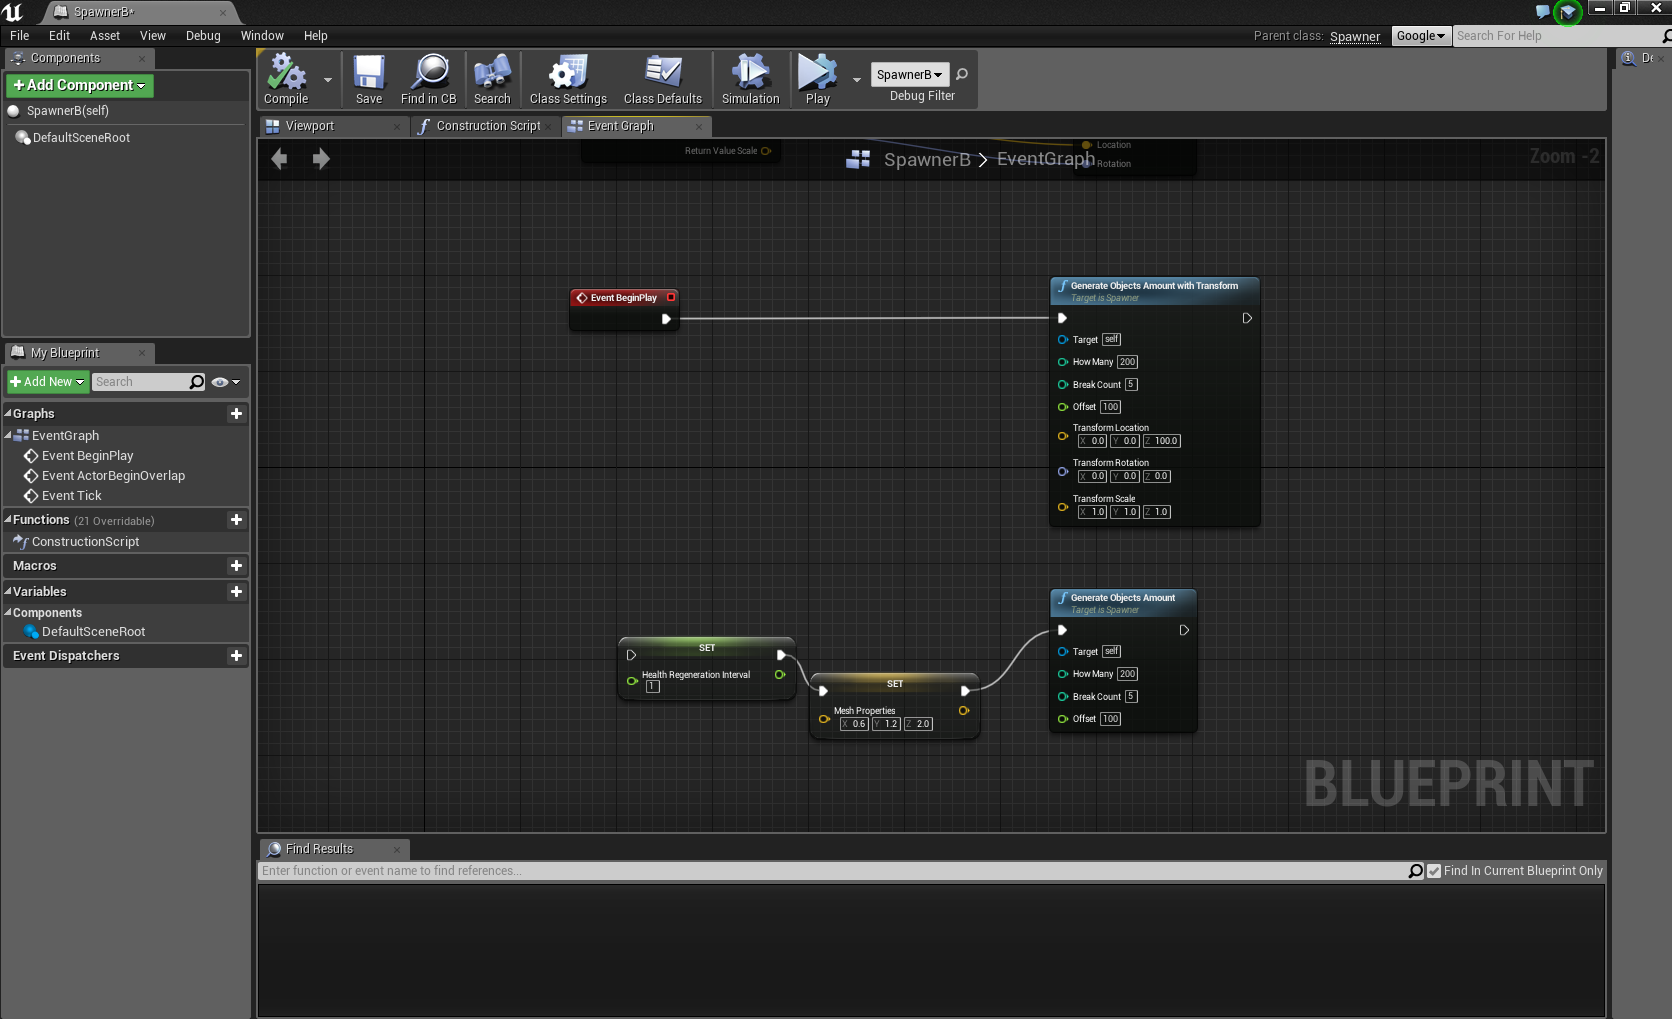 SpawnerB*
File Edit Asset View Debug Window Help
Parent class: Spawner Google Search For Help
Components
Add Component
SpawnerB(self)
DefaultSceneRoot
Compile Save Find in CB Search Class Settings Class Defaults Simulation Play
SpawnerB
Debug Filter
Viewport Construction Script Event Graph
SpawnerB > EventGraph
Zoom -2
Return Value Scale
Location
Rotation
Event BeginPlay
Generate Objects Amount with Transform
Target is Spawner
Target self
How Many 200
Break Count 5
Offset 100
Transform Location
X 0.0 Y 0.0 Z 100.0
Transform Rotation
X 0.0 Y 0.0 Z 0.0
Transform Scale
X 1.0 Y 1.0 Z 1.0
SET
Health Regeneration Interval
1
SET
Mesh Properties
X 0.6 Y 1.2 Z 2.0
Generate Objects Amount
Target is Spawner
Target self
How Many 200
Break Count 5
Offset 100
BLUEPRINT
My Blueprint
Add New Search
Graphs
EventGraph
Event BeginPlay
Event ActorBeginOverlap
Event Tick
Functions (21 Overridable)
ConstructionScript
Macros
Variables
Components
DefaultSceneRoot
Event Dispatchers
Find Results
Enter function or event name to find references...
Find In Current Blueprint Only